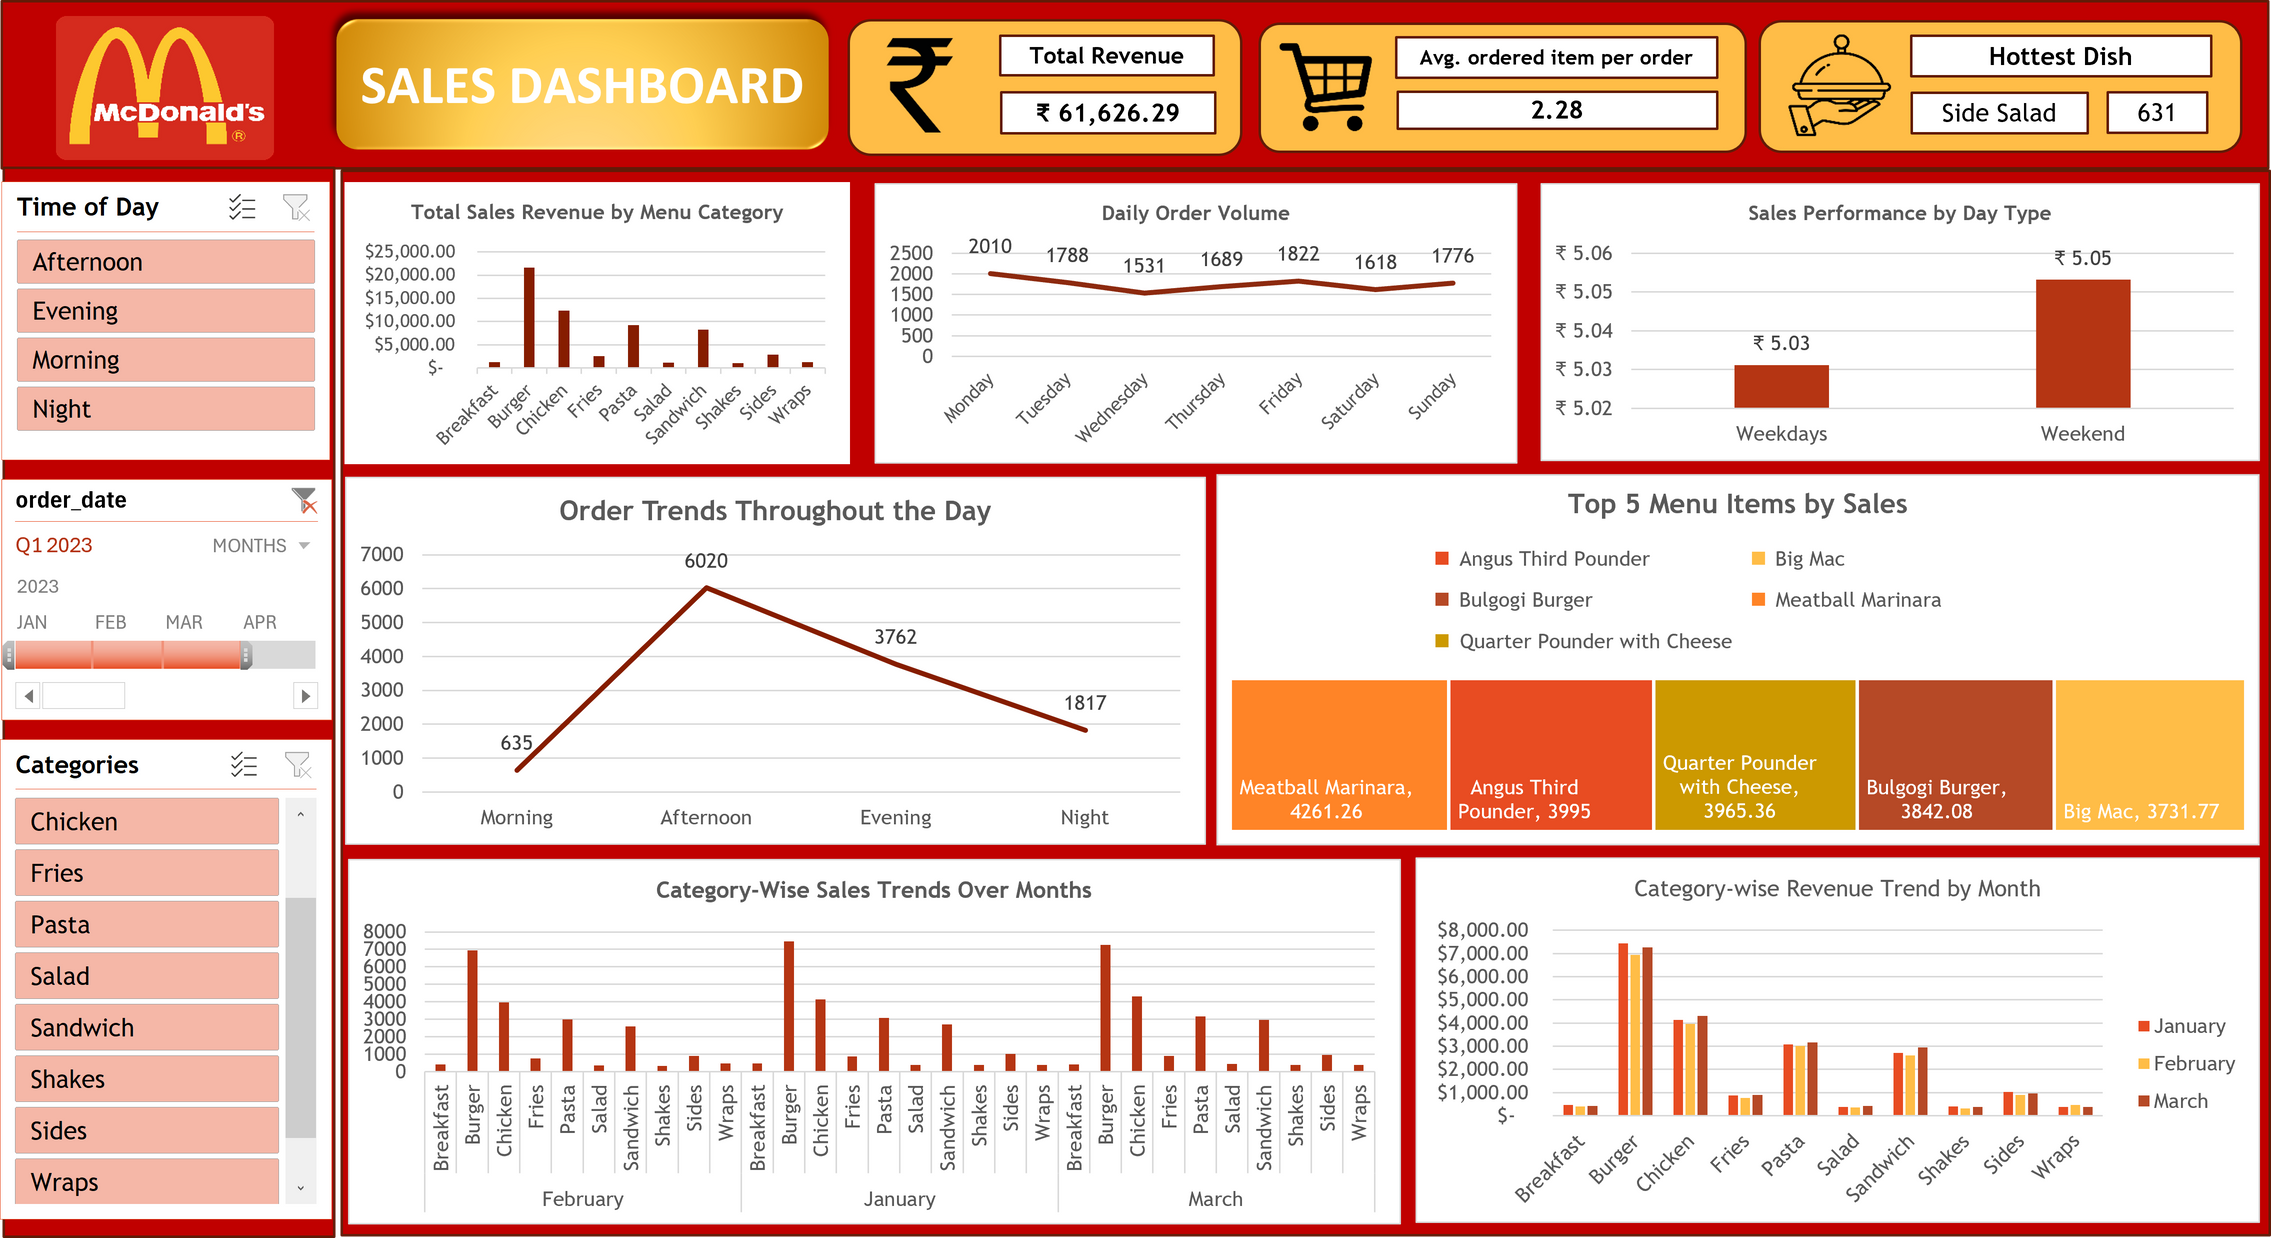 McDonald's
®
SALES DASHBOARD
Total Revenue
₹ 61,626.29
Avg. ordered item per order
2.28
Hottest Dish
Side Salad
631
Time of Day
Afternoon
Evening
Morning
Night
order_date
Q1 2023
MONTHS
2023
JAN FEB MAR APR
Categories
Chicken
Fries
Pasta
Salad
Sandwich
Shakes
Sides
Wraps
Total Sales Revenue by Menu Category
$25,000.00
$20,000.00
$15,000.00
$10,000.00
$5,000.00
$-
Breakfast
Burger
Chicken
Fries
Pasta
Salad
Sandwich
Shakes
Sides
Wraps
Daily Order Volume
2500
2000
1500
1000
500
0
2010
1788
1531
1689
1822
1618
1776
Monday
Tuesday
Wednesday
Thursday
Friday
Saturday
Sunday
Sales Performance by Day Type
₹ 5.06
₹ 5.05
₹ 5.04
₹ 5.03
₹ 5.02
₹ 5.03
₹ 5.05
Weekdays
Weekend
Order Trends Throughout the Day
7000
6000
5000
4000
3000
2000
1000
0
635
6020
3762
1817
Morning
Afternoon
Evening
Night
Top 5 Menu Items by Sales
Angus Third Pounder
Big Mac
Bulgogi Burger
Meatball Marinara
Quarter Pounder with Cheese
Meatball Marinara,
4261.26
Angus Third
Pounder, 3995
Quarter Pounder
with Cheese,
3965.36
Bulgogi Burger,
3842.08
Big Mac, 3731.77
Category-Wise Sales Trends Over Months
8000
7000
6000
5000
4000
3000
2000
1000
0
Breakfast
Burger
Chicken
Fries
Pasta
Salad
Sandwich
Shakes
Sides
Wraps
Breakfast
Burger
Chicken
Fries
Pasta
Salad
Sandwich
Shakes
Sides
Wraps
Breakfast
Burger
Chicken
Fries
Pasta
Salad
Sandwich
Shakes
Sides
Wraps
February
January
March
Category-wise Revenue Trend by Month
$8,000.00
$7,000.00
$6,000.00
$5,000.00
$4,000.00
$3,000.00
$2,000.00
$1,000.00
$-
Breakfast
Burger
Chicken
Fries
Pasta
Salad
Sandwich
Shakes
Sides
Wraps
January
February
March